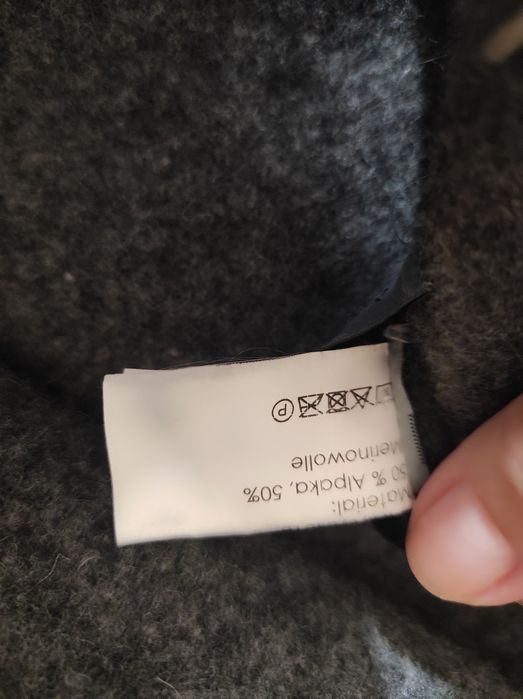 Material:
50 % Alpaka, 50%
Merinowolle
P